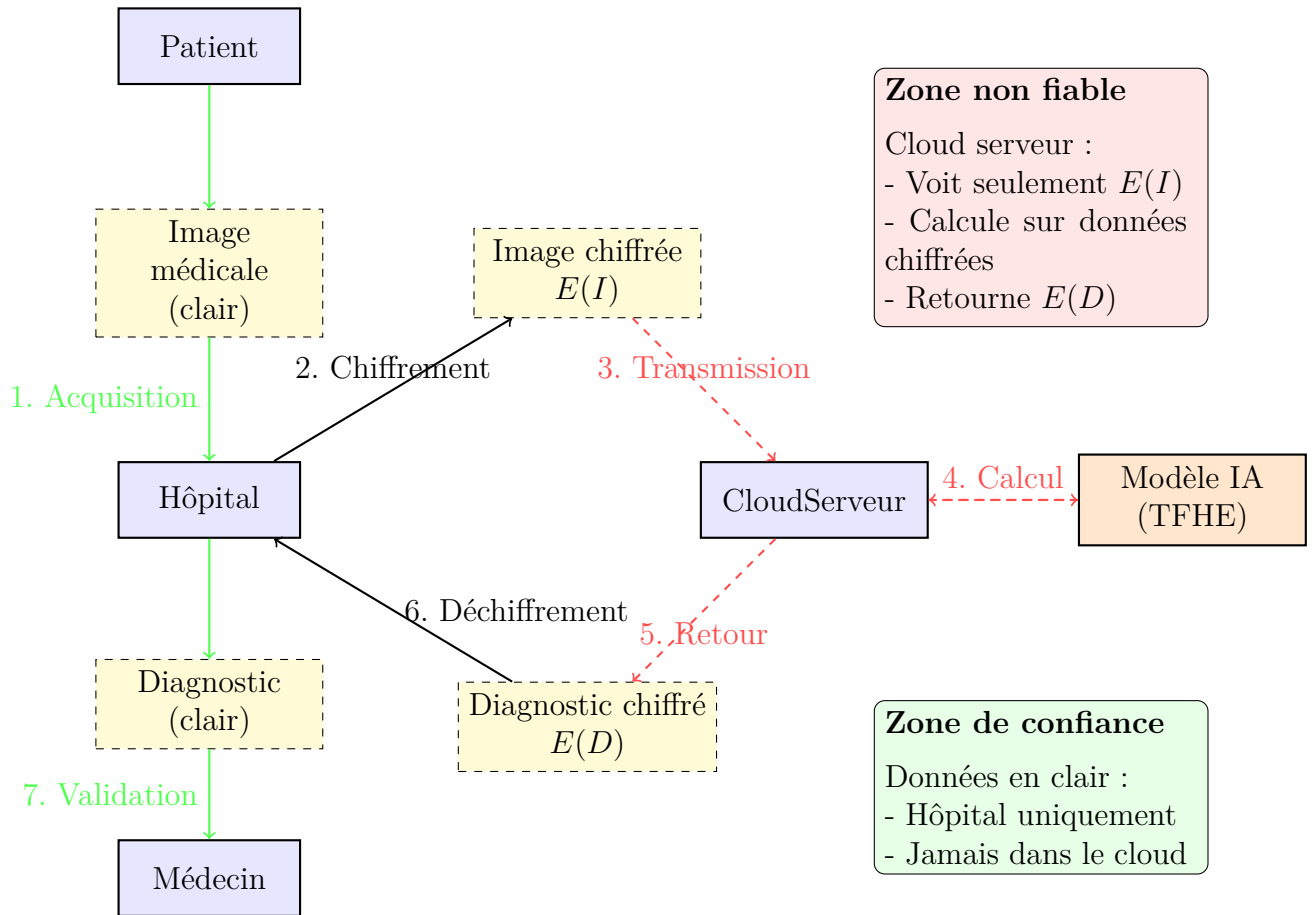 Patient
Zone non fiable
Cloud serveur :
- Voit seulement E(I)
- Calcule sur données
chiffrées
- Retourne E(D)
Image
médicale
(clair)
Image chiffrée
E(I)
2. Chiffrement
3. Transmission
1. Acquisition
Hôpital
CloudServeur
4. Calcul
Modèle IA
(TFHE)
6. Déchiffrement
5. Retour
Diagnostic
(clair)
Diagnostic chiffré
E(D)
Zone de confiance
Données en clair :
- Hôpital uniquement
- Jamais dans le cloud
7. Validation
Médecin